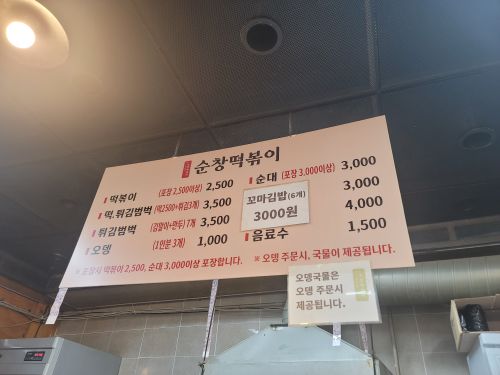 순창떡볶이
떡볶이 (포장 2,500이상) 2,500
떡.튀김범벅 (떡2500+튀김3개) 3,500
튀김범벅 (김말이+만두) 7개 3,500
오뎅 (1인분 3개) 1,000
순대 (포장 3,000이상) 3,000
3,000
꼬마김밥(6개)
3000원
4,000
음료수 1,500
※ 포장시 떡볶이 2,500, 순대 3,000이상 포장합니다.
※ 오뎅 주문시, 국물이 제공됩니다.
오뎅국물은
오뎅 주문시
제공됩니다.